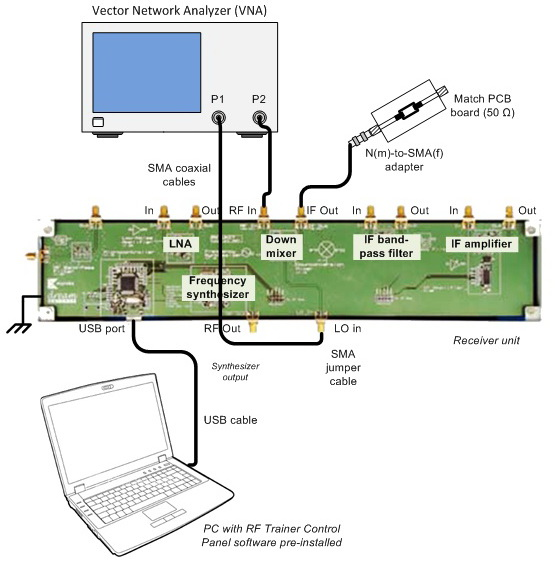 Vector Network Analyzer (VNA)
P1
P2
Match PCB
board (50 Ω)
N(m)-to-SMA(f)
adapter
SMA coaxial
cables
In
Out
RF In
IF Out
In
Out
In
Out
LNA
Down
mixer
IF band-
pass filter
IF amplifier
Frequency
synthesizer
USB port
RF Out
LO in
Receiver unit
Synthesizer
output
SMA
jumper
cable
USB cable
PC with RF Trainer Control
Panel software pre-installed